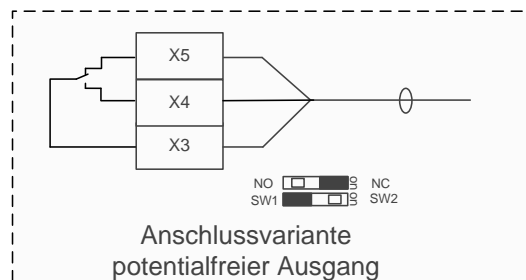 X5
X4
X3
NO NC
SW1 SW2
Anschlussvariante
potentialfreier Ausgang